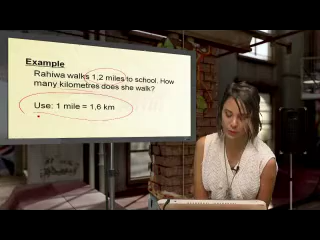 Example
Rahiwa walks 1,2 miles to school. How
many kilometres does she walk?
Use: 1 mile = 1,6 km